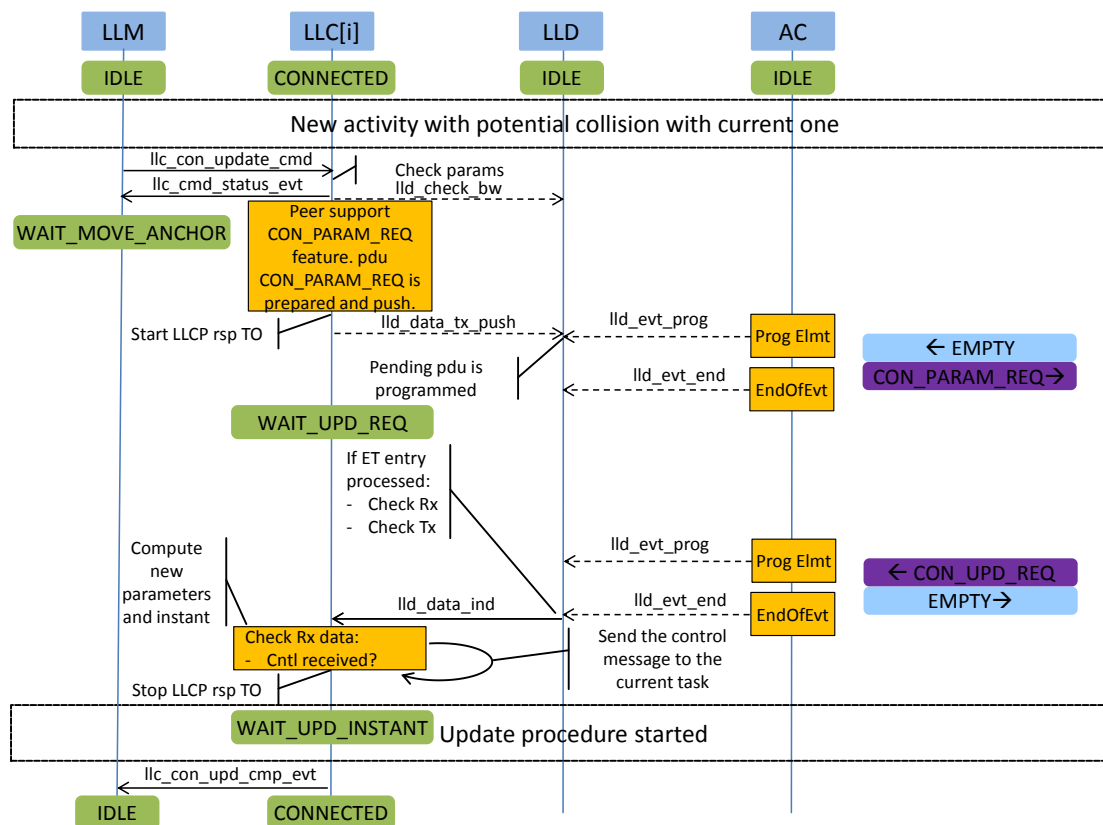 LLM
LLC[i]
LLD
AC
IDLE
CONNECTED
IDLE
IDLE
New activity with potential collision with current one
llc_con_update_cmd
Check params
llc_cmd_status_evt
lld_check_bw
WAIT_MOVE_ANCHOR
Peer support
CON_PARAM_REQ
feature. pdu
CON_PARAM_REQ is
prepared and push.
Start LLCP rsp TO
lld_data_tx_push
lld_evt_prog
Prog Elmt
← EMPTY
CON_PARAM_REQ→
Pending pdu is
programmed
lld_evt_end
EndOfEvt
WAIT_UPD_REQ
If ET entry
processed:
- Check Rx
- Check Tx
lld_evt_prog
Prog Elmt
← CON_UPD_REQ
EMPTY→
Compute
new
parameters
and instant
lld_data_ind
lld_evt_end
EndOfEvt
Check Rx data:
- Cntl received?
Send the control
message to the
current task
Stop LLCP rsp TO
WAIT_UPD_INSTANT
Update procedure started
llc_con_upd_cmp_evt
IDLE
CONNECTED